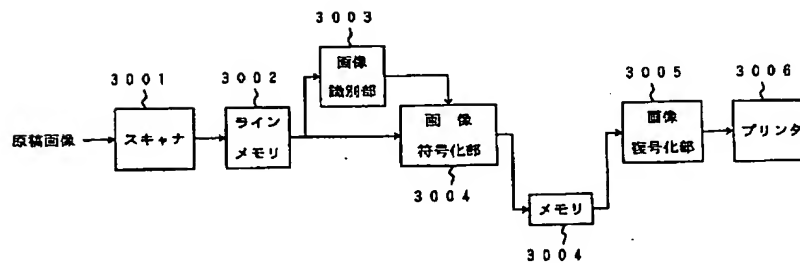 3003
画像
識別部
3001
3002
3005
3006
原稿画像
スキャナ
ライン
メモリ
画像
符号化部
画像
復号化部
プリンタ
3004
メモリ
3004